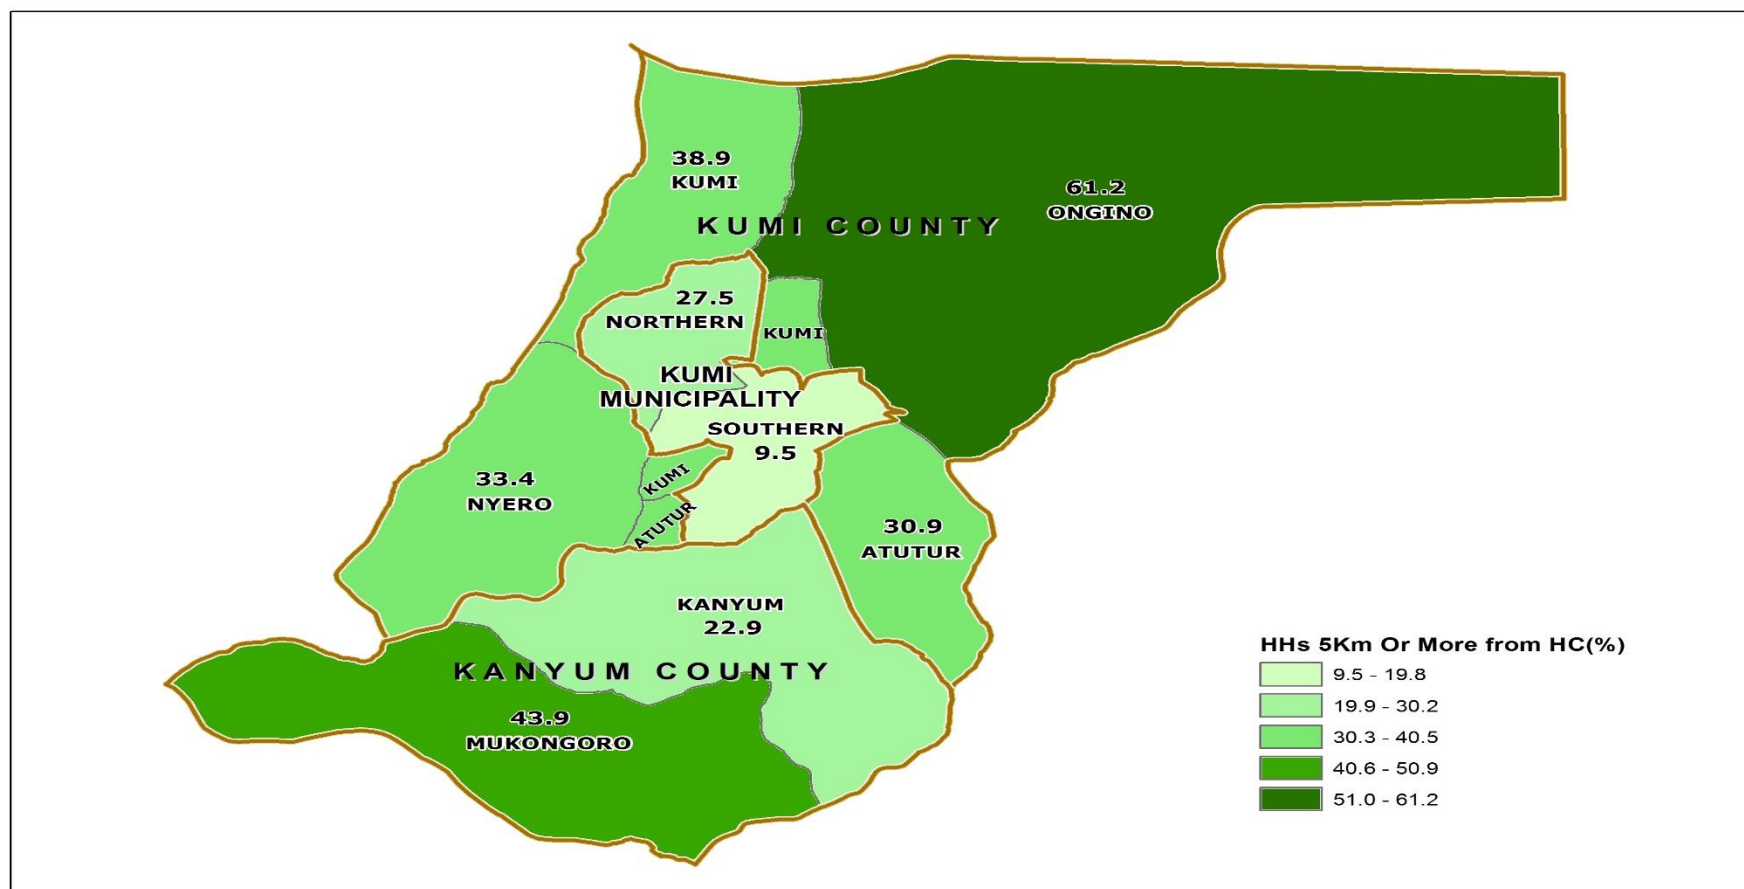 38.9
KUMI
61.2
ONGINO
KUMI COUNTY
27.5
NORTHERN
KUMI
KUMI
MUNICIPALITY
SOUTHERN
9.5
33.4
NYERO
KUMI
ATUTUR
30.9
ATUTUR
KANYUM
22.9
KANYUM COUNTY
43.9
MUKONGORO
HHs 5Km Or More from HC(%)
9.5 - 19.8
19.9 - 30.2
30.3 - 40.5
40.6 - 50.9
51.0 - 61.2